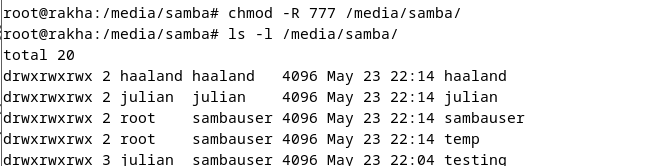 root@rakha:/media/samba# chmod -R 777 /media/samba/
root@rakha:/media/samba# ls -l /media/samba/
total 20
drwxrwxrwx 2 haaland haaland   4096 May 23 22:14 haaland
drwxrwxrwx 2 julian  julian    4096 May 23 22:14 julian
drwxrwxrwx 2 root    sambauser 4096 May 23 22:14 sambauser
drwxrwxrwx 2 root    sambauser 4096 May 23 22:14 temp
drwxrwxrwx 3 julian  sambauser 4096 May 23 22:04 testing